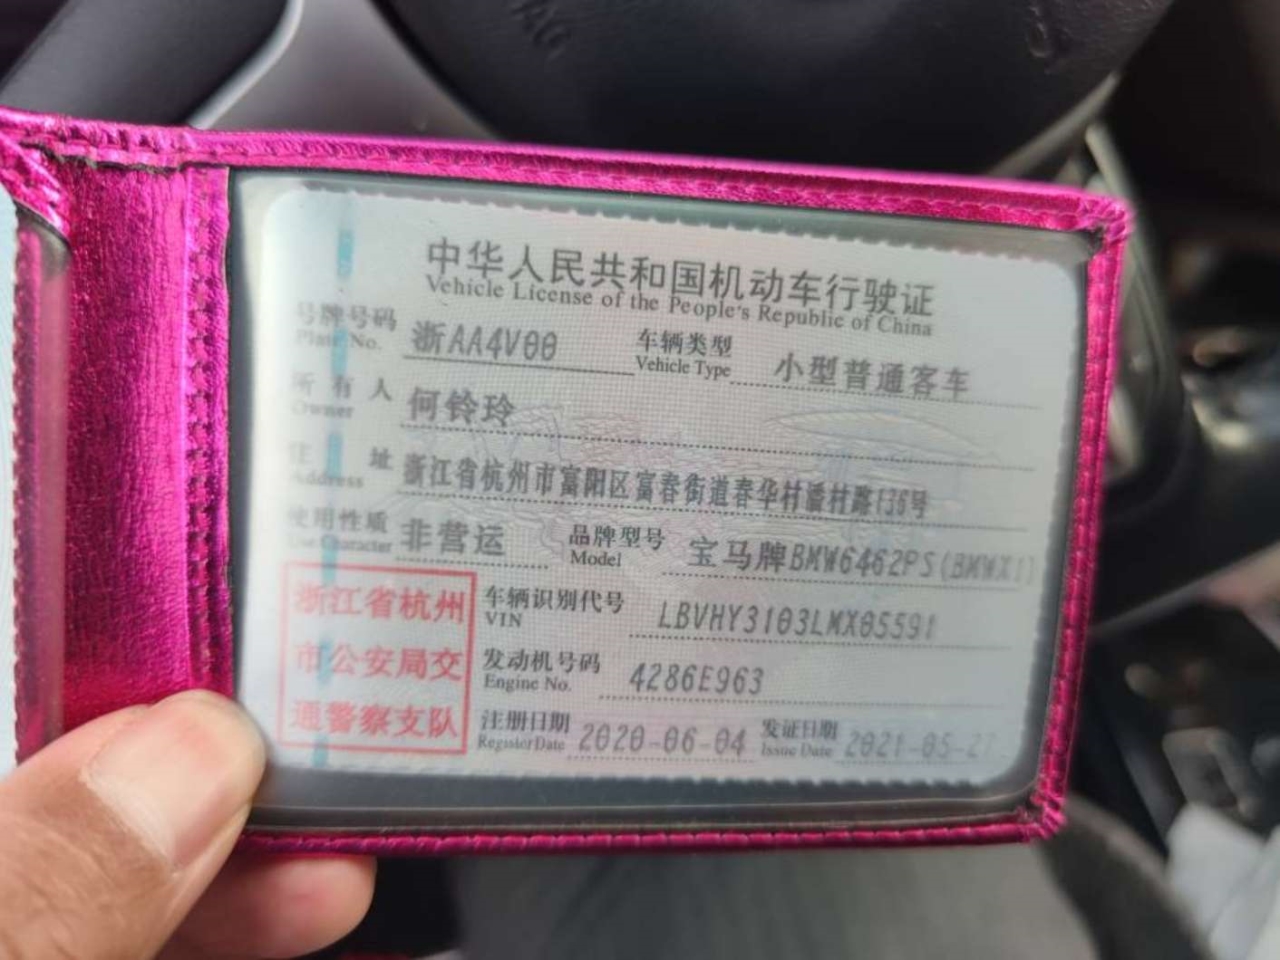 中华人民共和国机动车行驶证
Vehicle License of the People's Republic of China
号牌号码 浙AA4V00 车辆类型 小型普通客车
Plate No. Vehicle Type
所有人 何铃玲
Owner
住址 浙江省杭州市富阳区富春街道春华村潘村路136号
Address
使用性质 非营运 品牌型号 宝马牌BMW6462PS(BMWX1)
Use Character Model
浙江省杭州 车辆识别代号 LBVHY3103LMX05591
VIN
市公安局交 发动机号码 4286E963
Engine No.
通警察支队 注册日期 2020-06-04 发证日期 2021-05-27
Register Date Issue Date